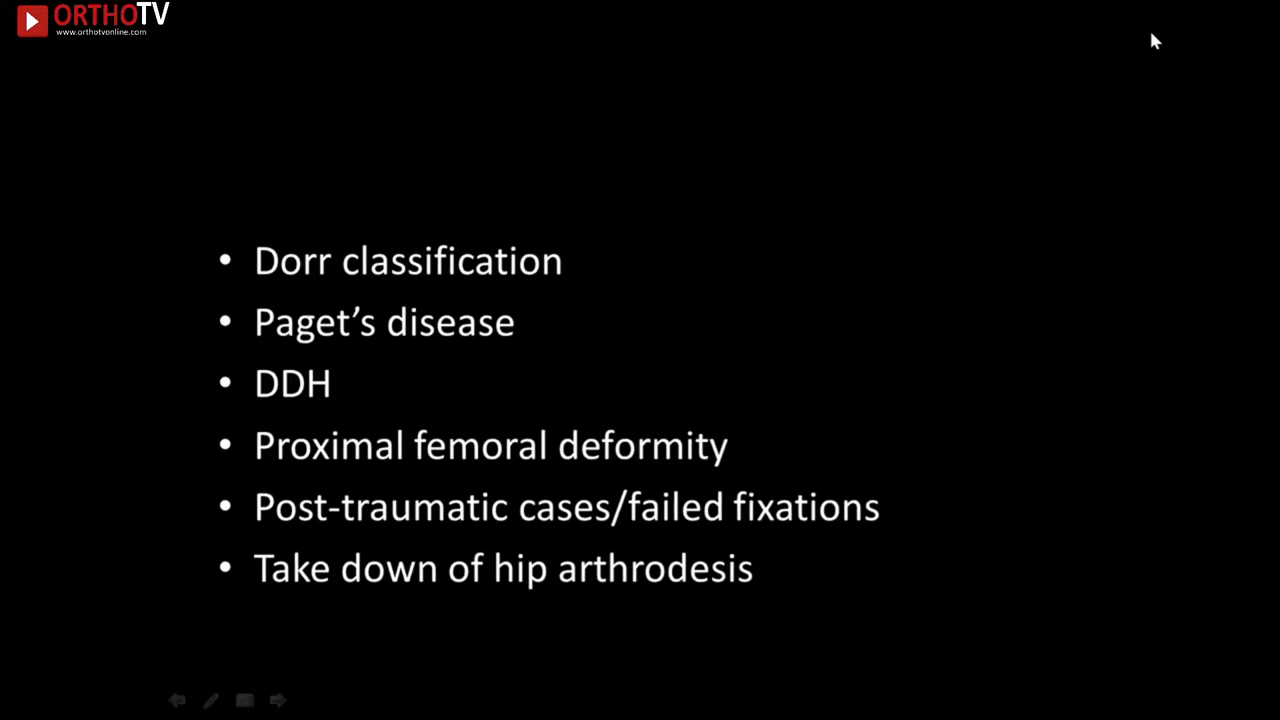 ORTHOTV
www.orthotvonline.com
• Dorr classification
• Paget’s disease
• DDH
• Proximal femoral deformity
• Post-traumatic cases/failed fixations
• Take down of hip arthrodesis